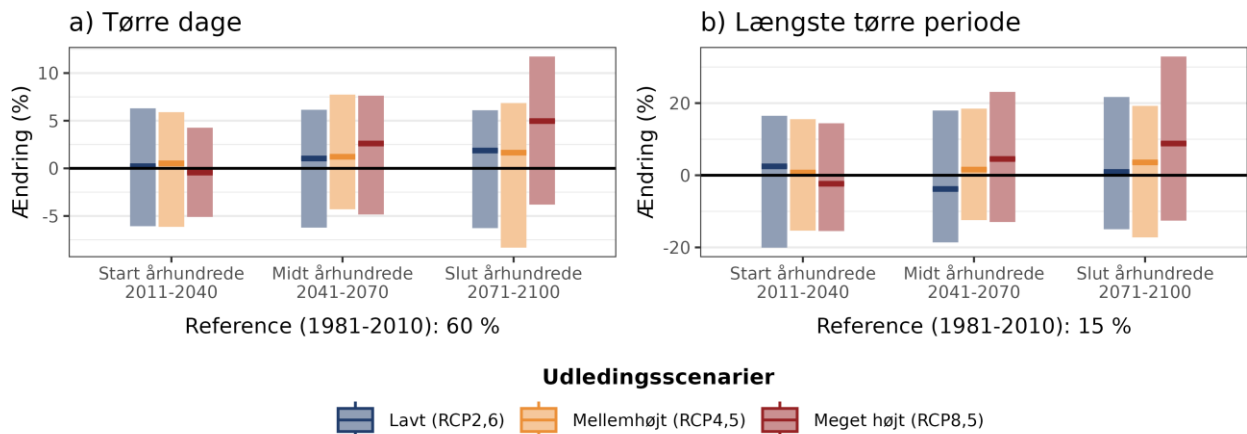 a) Tørre dage
Ændring (%)
10
5
0
-5
Start århundrede
2011-2040
Midt århundrede
2041-2070
Slut århundrede
2071-2100
Reference (1981-2010): 60 %
b) Længste tørre periode
Ændring (%)
20
0
-20
Start århundrede
2011-2040
Midt århundrede
2041-2070
Slut århundrede
2071-2100
Reference (1981-2010): 15 %
Udledingsscenarier
Lavt (RCP2,6)
Mellemhøjt (RCP4,5)
Meget højt (RCP8,5)